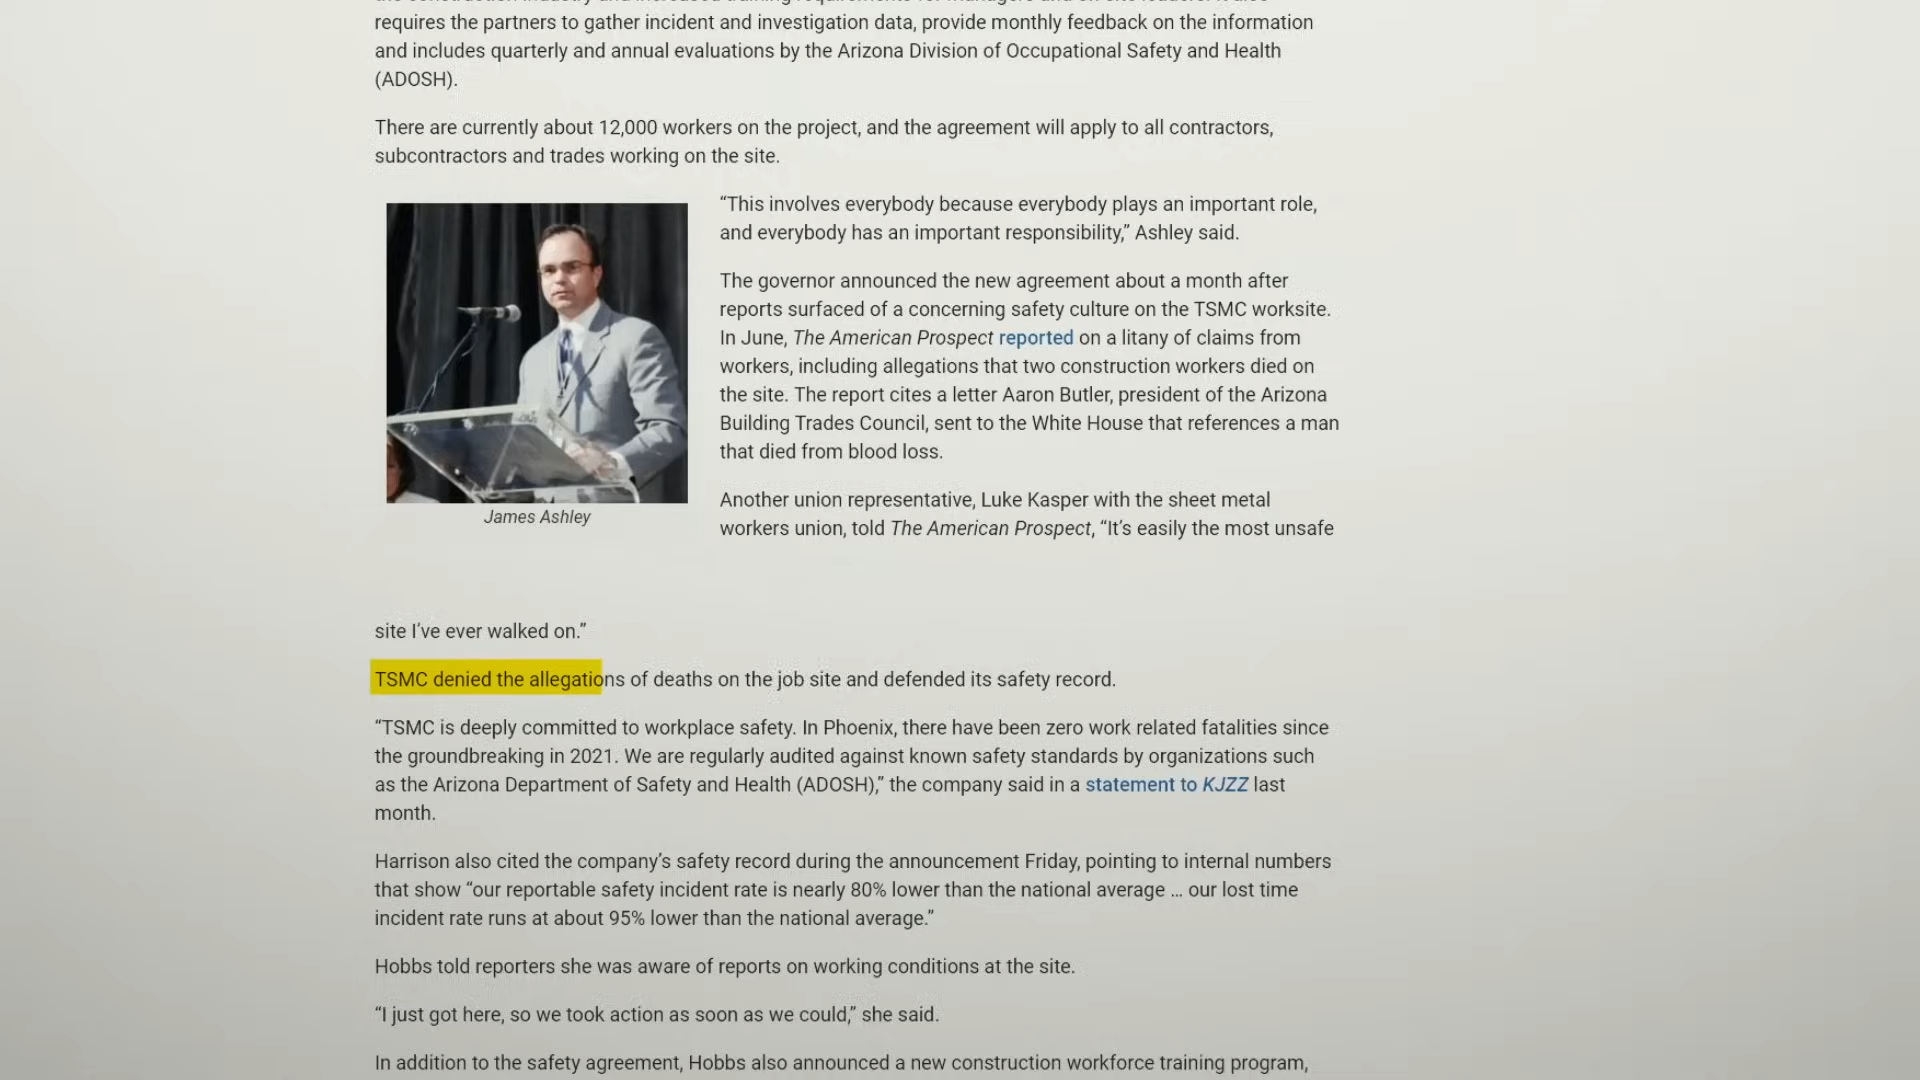 requires the partners to gather incident and investigation data, provide monthly feedback on the information
and includes quarterly and annual evaluations by the Arizona Division of Occupational Safety and Health
(ADOSH).
There are currently about 12,000 workers on the project, and the agreement will apply to all contractors,
subcontractors and trades working on the site.
“This involves everybody because everybody plays an important role,
and everybody has an important responsibility,” Ashley said.
The governor announced the new agreement about a month after
reports surfaced of a concerning safety culture on the TSMC worksite.
In June, The American Prospect reported on a litany of claims from
workers, including allegations that two construction workers died on
the site. The report cites a letter Aaron Butler, president of the Arizona
Building Trades Council, sent to the White House that references a man
that died from blood loss.
James Ashley
Another union representative, Luke Kasper with the sheet metal
workers union, told The American Prospect, “It’s easily the most unsafe
site I’ve ever walked on.”
TSMC denied the allegations of deaths on the job site and defended its safety record.
“TSMC is deeply committed to workplace safety. In Phoenix, there have been zero work related fatalities since
the groundbreaking in 2021. We are regularly audited against known safety standards by organizations such
as the Arizona Department of Safety and Health (ADOSH),” the company said in a statement to KJZZ last
month.
Harrison also cited the company’s safety record during the announcement Friday, pointing to internal numbers
that show “our reportable safety incident rate is nearly 80% lower than the national average … our lost time
incident rate runs at about 95% lower than the national average.”
Hobbs told reporters she was aware of reports on working conditions at the site.
“I just got here, so we took action as soon as we could,” she said.
In addition to the safety agreement, Hobbs also announced a new construction workforce training program,